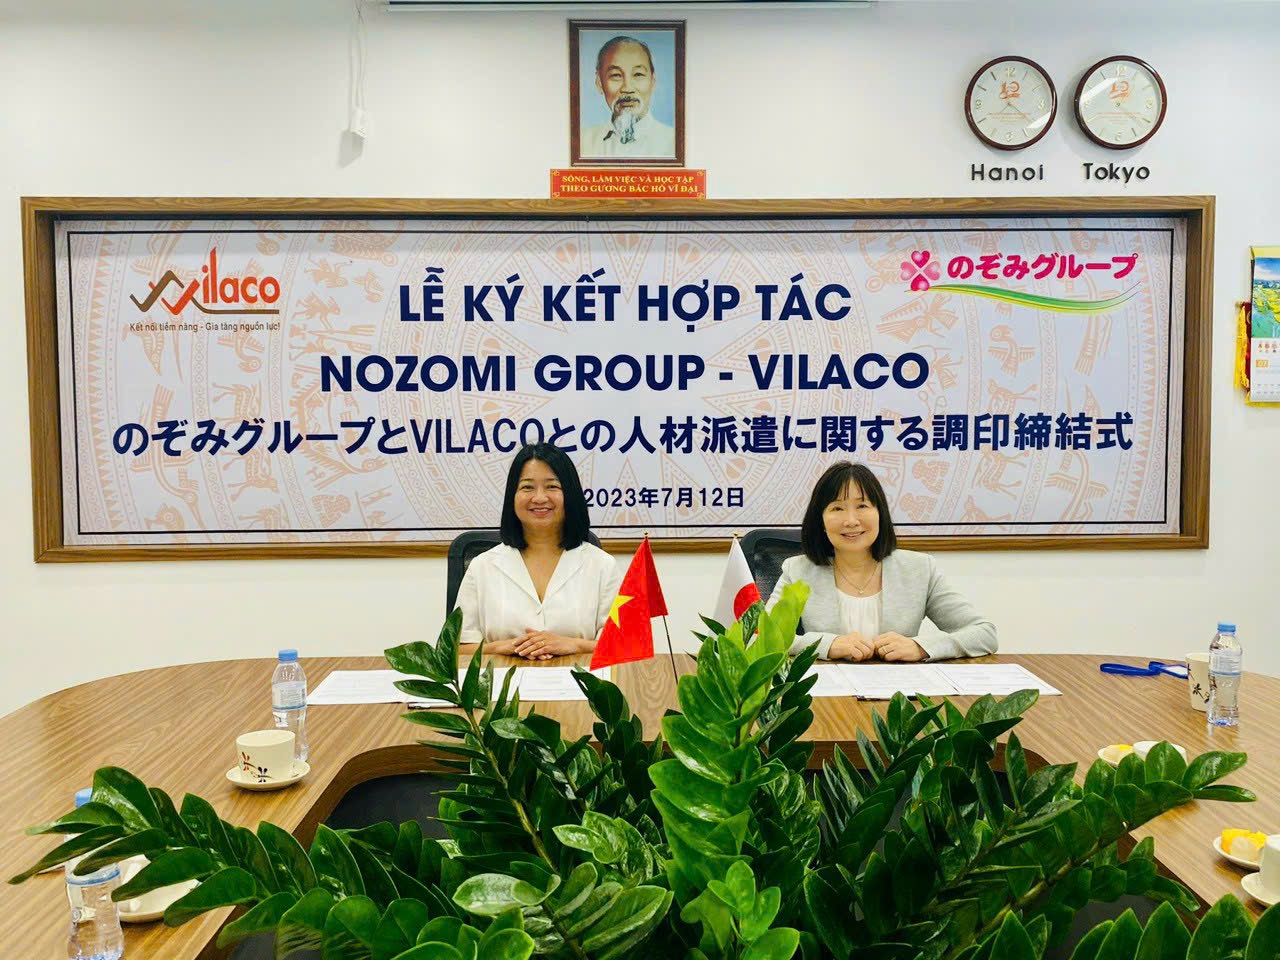 SỐNG, LÀM VIỆC VÀ HỌC TẬP
THEO GƯƠNG BÁC HỒ VĨ ĐẠI
Hanoi
Tokyo
Vilaco
Kết nối tiềm năng - Gia tăng nguồn lực!
のぞみグループ
LỄ KÝ KẾT HỢP TÁC
NOZOMI GROUP - VILACO
のぞみグループとVILACOとの人材派遣に関する調印締結式
2023年7月12日